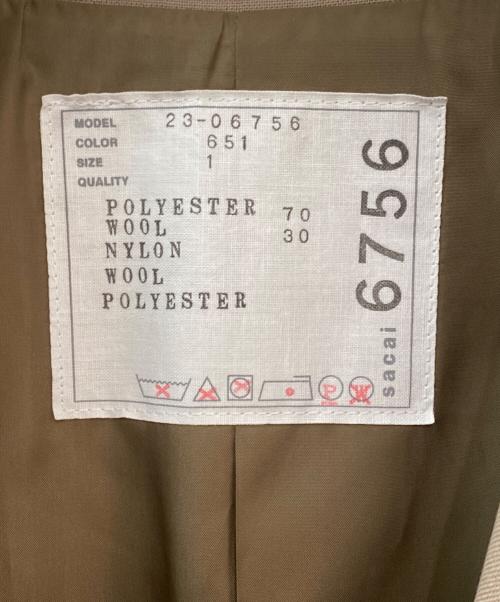 MODEL 23-06756
COLOR 651
SIZE 1
QUALITY
POLYESTER 70
WOOL 30
NYLON
WOOL
POLYESTER
P
W
sacai 6756